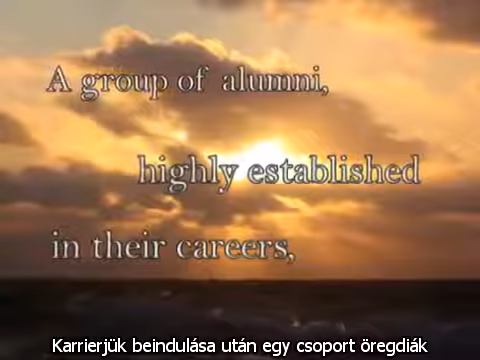 A group of alumni,
highly established
in their careers,
Karrierjük beindulása után egy csoport öregdiák